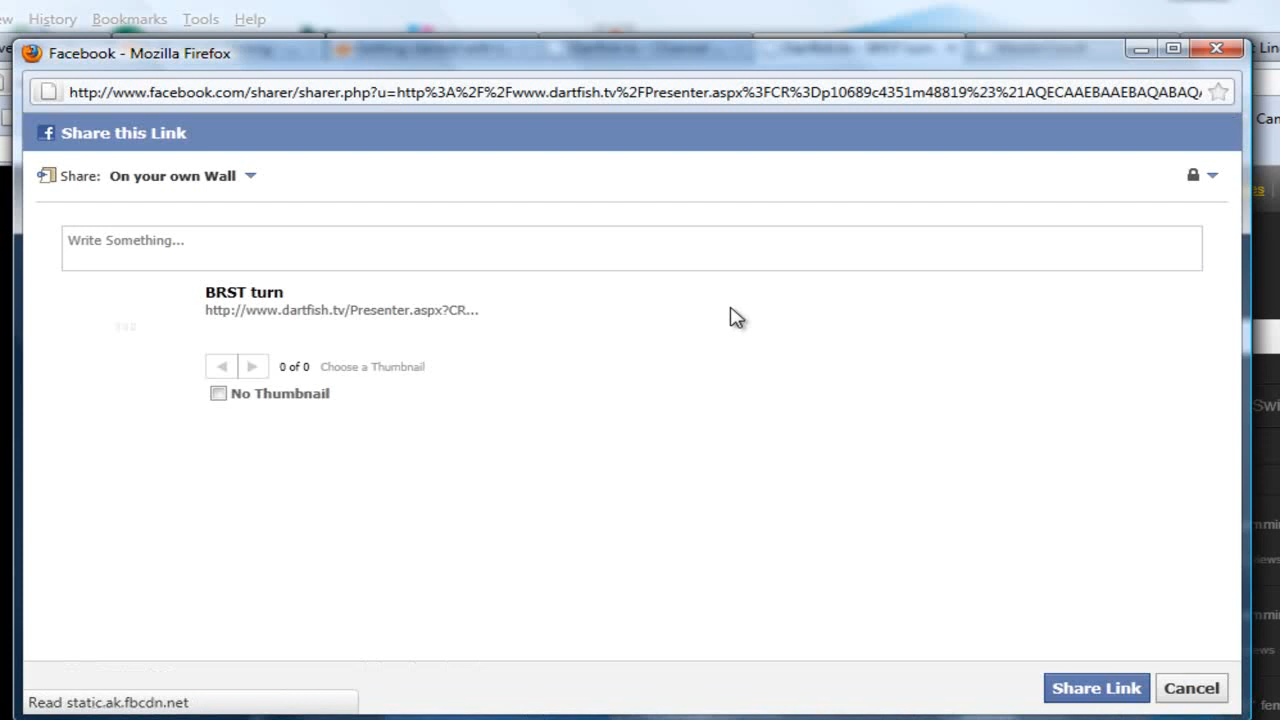 History Bookmarks Tools Help
Facebook - Mozilla Firefox
http://www.facebook.com/sharer/sharer.php?u=http%3A%2F%2Fwww.dartfish.tv%2FPresenter.aspx%3FCR%3Dp10689c4351m48819%23%21AQECAAEBAAEBAQABAQA
Share this Link
Share: On your own Wall
Write Something...
BRST turn
http://www.dartfish.tv/Presenter.aspx?CR...
0 of 0 Choose a Thumbnail
No Thumbnail
Share Link Cancel
Read static.ak.fbcdn.net